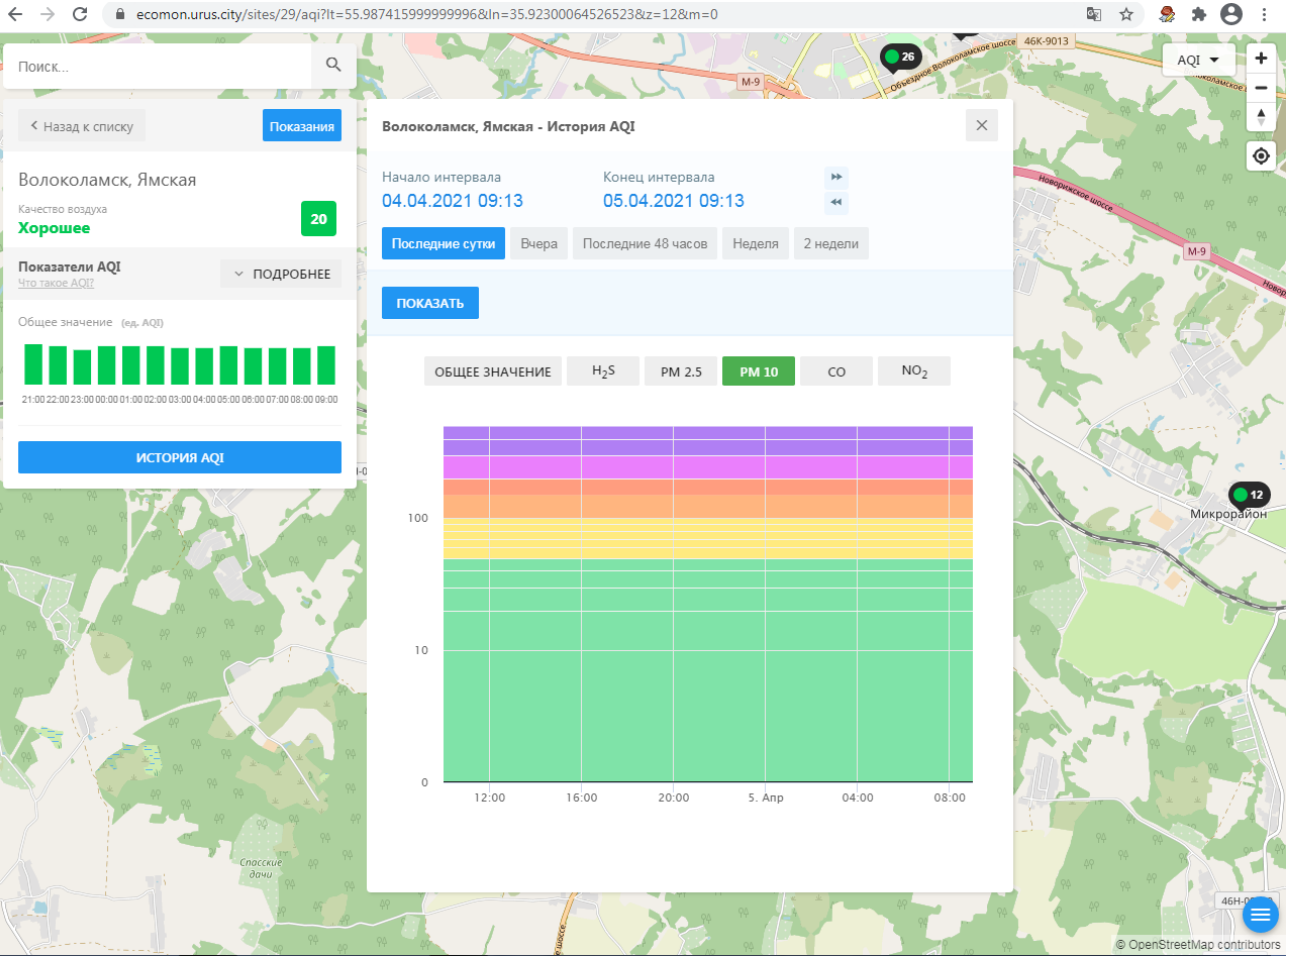 ecomon.urus.city/sites/29/aqi?lt=55.987415999999996&ln=35.92300064526523&z=12&m=0
Поиск...
Назад к списку
Показания
Волоколамск, Ямская
Качество воздуха
Хорошее
20
Показатели AQI
Что такое AQI?
ПОДРОБНЕЕ
Общее значение (ед. AQI)
21:00 22:00 23:00 00:00 01:00 02:00 03:00 04:00 05:00 06:00 07:00 08:00 09:00
ИСТОРИЯ AQI
Волоколамск, Ямская - История AQI
Начало интервала
04.04.2021 09:13
Конец интервала
05.04.2021 09:13
Последние сутки
Вчера
Последние 48 часов
Неделя
2 недели
ПОКАЗАТЬ
ОБЩЕЕ ЗНАЧЕНИЕ
H2S
PM 2.5
PM 10
CO
NO2
100
10
0
12:00 16:00 20:00 5. Апр 04:00 08:00
M-9
26
Объездное Волоколамское шоссе
46К-9013
AQI
Новорижское шоссе
M-9
12
Микрорайон
Спасские
дачи
© OpenStreetMap contributors